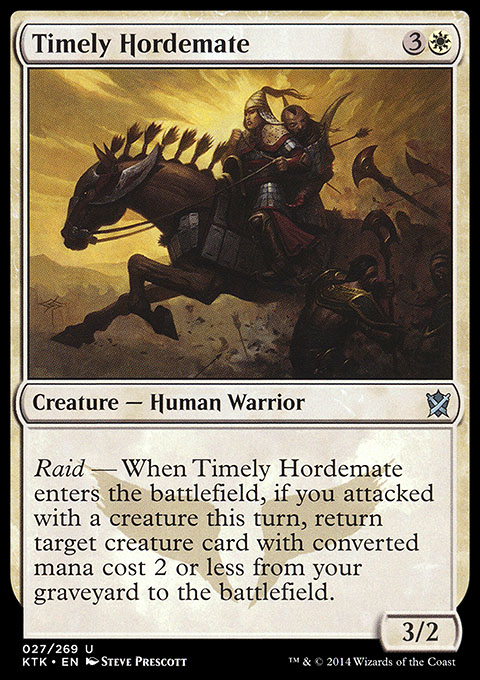 Timely Hordemate 3
Creature — Human Warrior
Raid — When Timely Hordemate
enters the battlefield, if you attacked
with a creature this turn, return
target creature card with converted
mana cost 2 or less from your
graveyard to the battlefield.
3/2
027/269 U
KTK • EN Steve Prescott
™ & © 2014 Wizards of the Coast